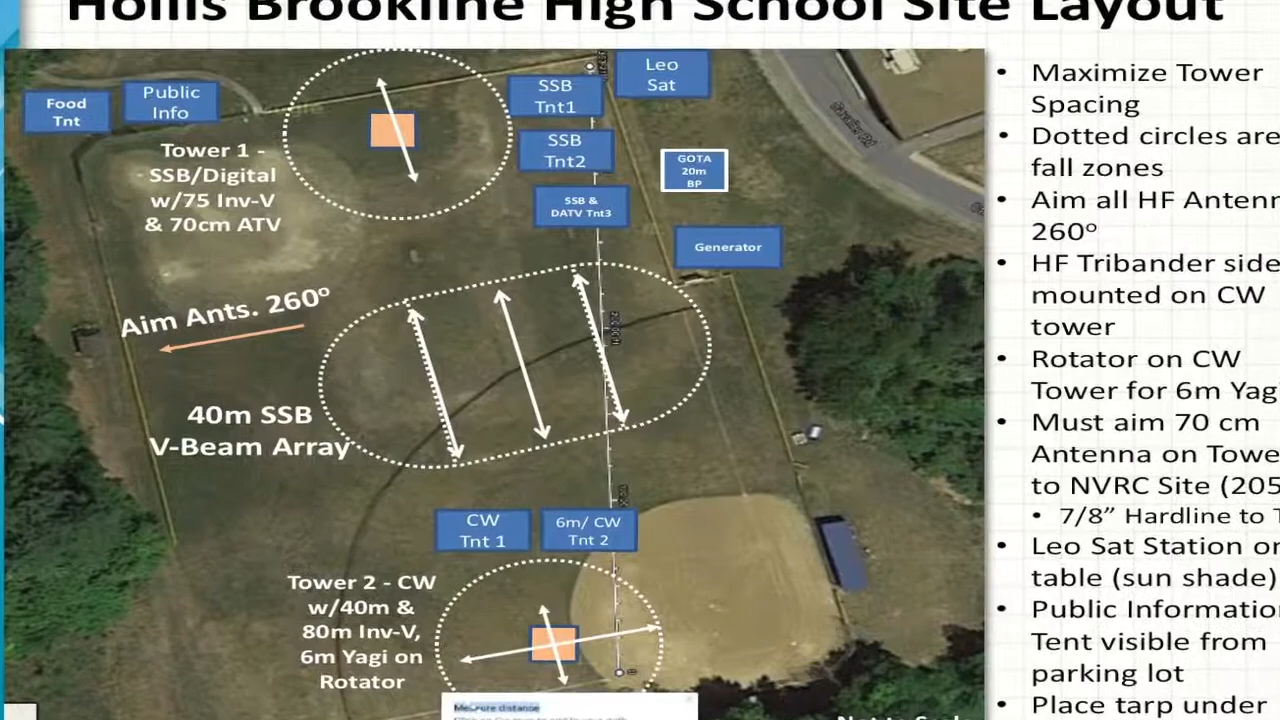 Hollis Brookline High School Site Layout
Food
Tnt
Public
Info
SSB
Tnt1
Leo
Sat
SSB
Tnt2
GOTA
20m
BP
SSB &
DATV Tnt3
Generator
Tower 1 -
SSB/Digital
w/75 Inv-V
& 70cm ATV
Aim Ants. 260º
40m SSB
V-Beam Array
CW
Tnt 1
6m/ CW
Tnt 2
Tower 2 - CW
w/40m &
80m Inv-V,
6m Yagi on
Rotator
Measure distance
• Maximize Tower
Spacing
• Dotted circles are
fall zones
• Aim all HF Antenn
260º
• HF Tribander side
mounted on CW
tower
• Rotator on CW
Tower for 6m Yagi
• Must aim 70 cm
Antenna on Towe
to NVRC Site (205
• 7/8” Hardline to T
• Leo Sat Station on
table (sun shade)
• Public Information
Tent visible from
parking lot
• Place tarp under